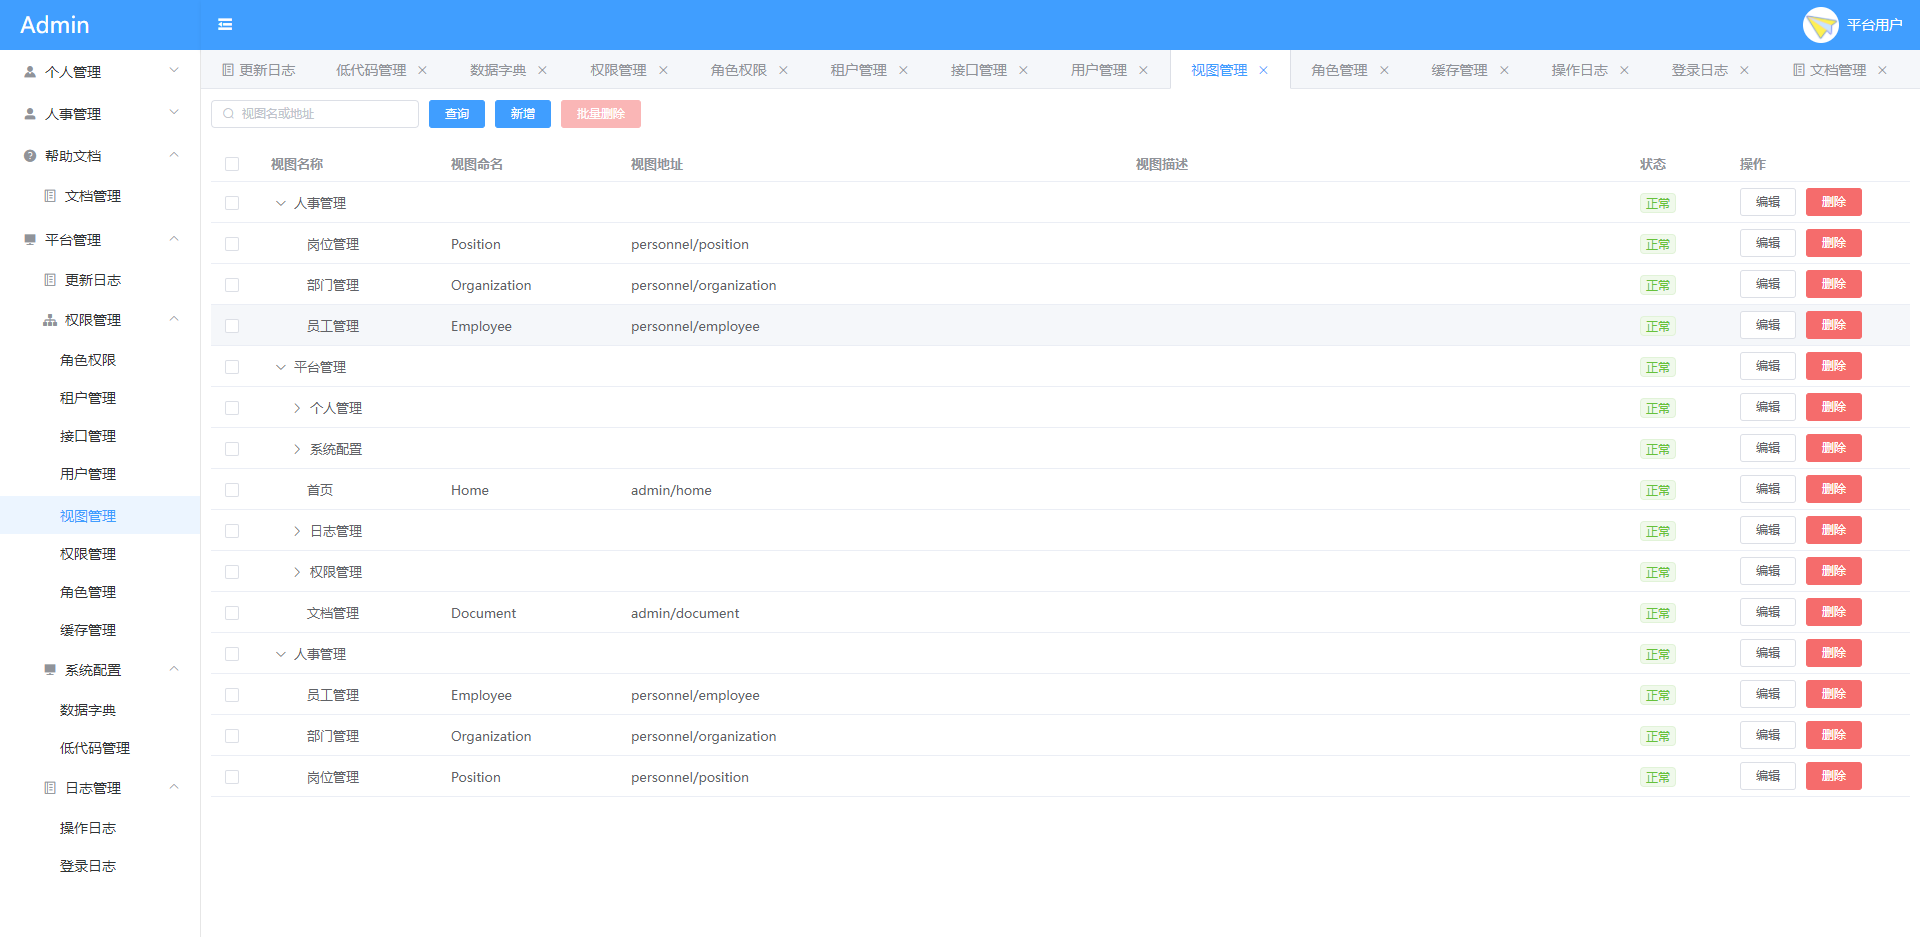 Admin
平台用户
个人管理
人事管理
帮助文档
文档管理
平台管理
更新日志
权限管理
角色权限
租户管理
接口管理
用户管理
视图管理
权限管理
角色管理
缓存管理
系统配置
数据字典
低代码管理
日志管理
操作日志
登录日志
更新日志 低代码管理 数据字典 权限管理 角色权限 租户管理 接口管理 用户管理 视图管理 角色管理 缓存管理 操作日志 登录日志 文档管理
视图名或地址 查询 新增 批量删除
视图名称 视图命名 视图地址 视图描述 状态 操作
人事管理 正常 编辑 删除
岗位管理 Position personnel/position 正常 编辑 删除
部门管理 Organization personnel/organization 正常 编辑 删除
员工管理 Employee personnel/employee 正常 编辑 删除
平台管理 正常 编辑 删除
个人管理 正常 编辑 删除
系统配置 正常 编辑 删除
首页 Home admin/home 正常 编辑 删除
日志管理 正常 编辑 删除
权限管理 正常 编辑 删除
文档管理 Document admin/document 正常 编辑 删除
人事管理 正常 编辑 删除
员工管理 Employee personnel/employee 正常 编辑 删除
部门管理 Organization personnel/organization 正常 编辑 删除
岗位管理 Position personnel/position 正常 编辑 删除